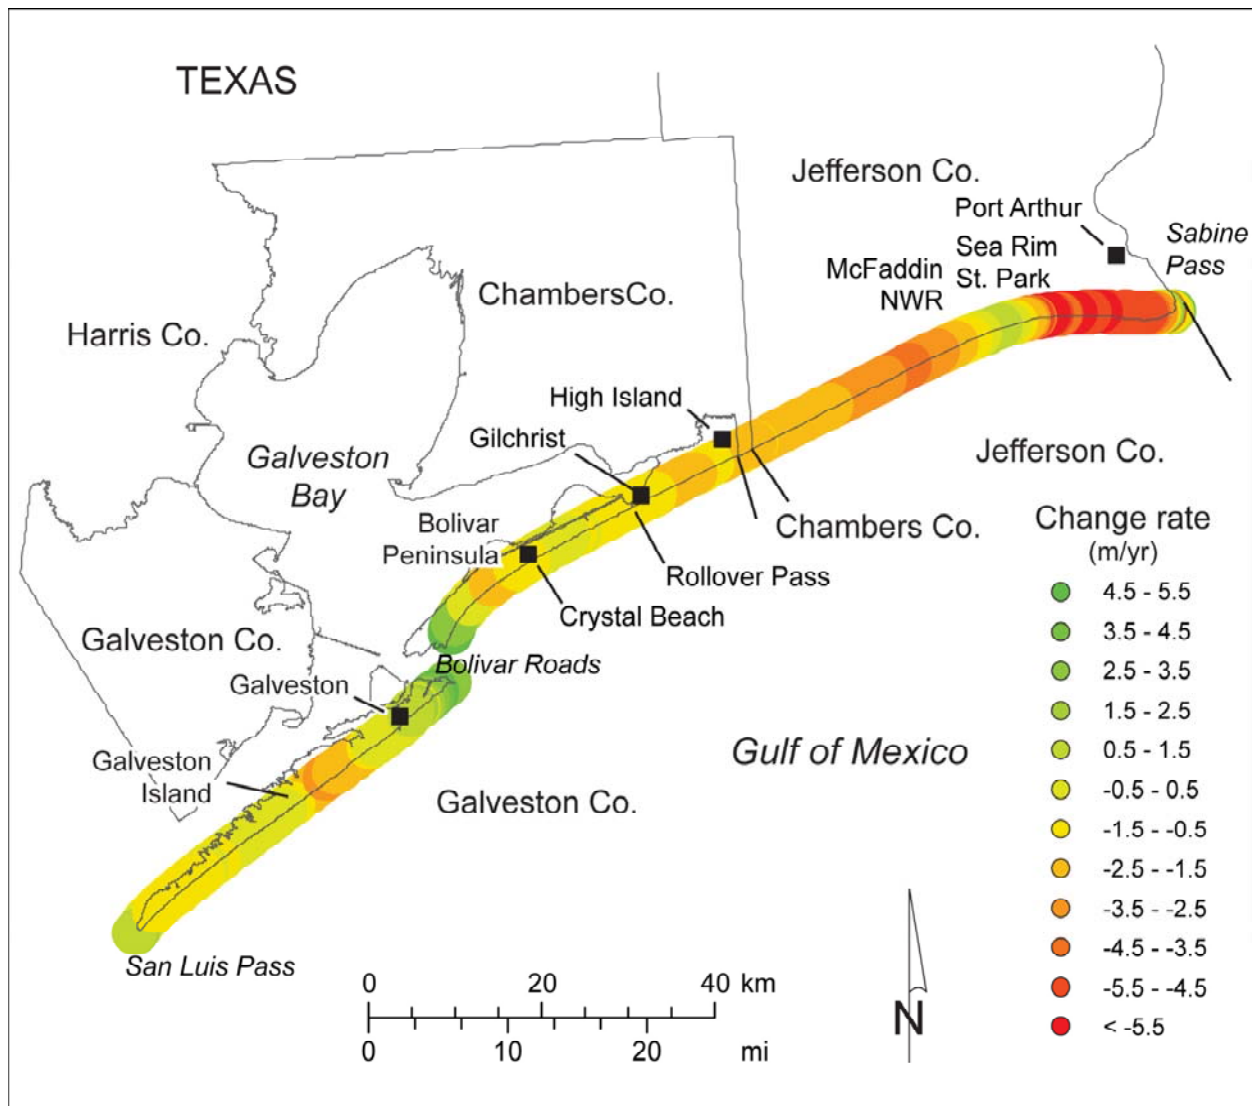 TEXAS
Jefferson Co.
Port Arthur
Sabine
Pass
Sea Rim
St. Park
McFaddin
NWR
ChambersCo.
Harris Co.
High Island
Gilchrist
Galveston
Bay
Jefferson Co.
Bolivar
Peninsula
Chambers Co.
Rollover Pass
Crystal Beach
Galveston Co.
Bolivar Roads
Galveston
Galveston
Island
Gulf of Mexico
Galveston Co.
San Luis Pass
Change rate
(m/yr)
4.5 - 5.5
3.5 - 4.5
2.5 - 3.5
1.5 - 2.5
0.5 - 1.5
-0.5 - 0.5
-1.5 - -0.5
-2.5 - -1.5
-3.5 - -2.5
-4.5 - -3.5
-5.5 - -4.5
< -5.5
0 20 40 km
0 10 20 mi
N